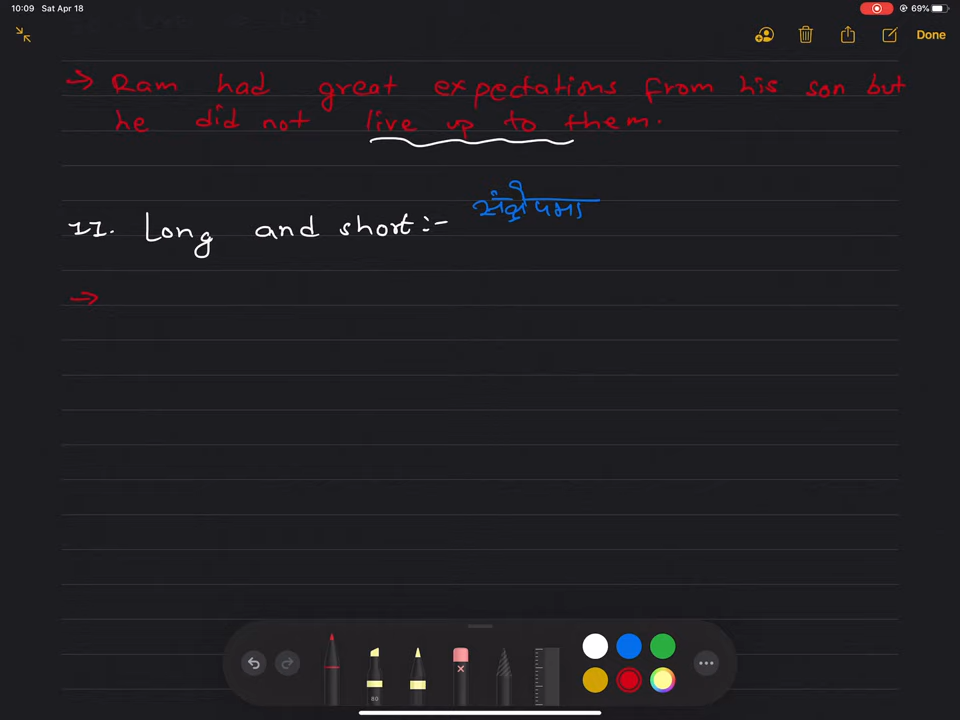 10:09 Sat Apr 18
69%
Done
→ Ram had great expectations from his son but
he did not live up to them.
संक्षेप में
11. Long and short:-
→
80